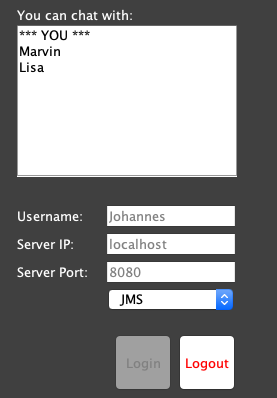 You can chat with:
*** YOU ***
Marvin
Lisa
Username: Johannes
Server IP: localhost
Server Port: 8080
JMS
Login Logout